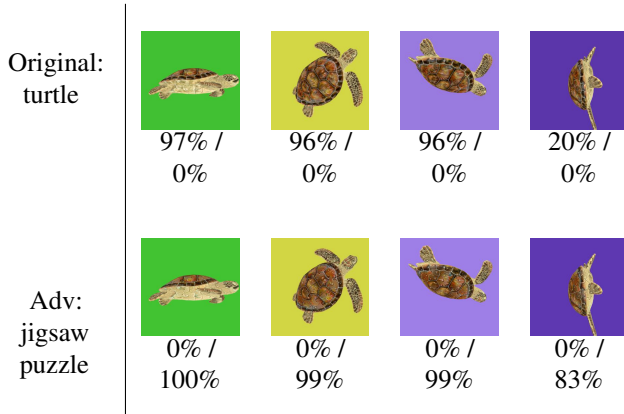 Original:
turtle
97% / 96% / 96% / 20% /
0% 0% 0% 0%
Adv:
jigsaw
puzzle
0% / 0% / 0% / 0% /
100% 99% 99% 83%